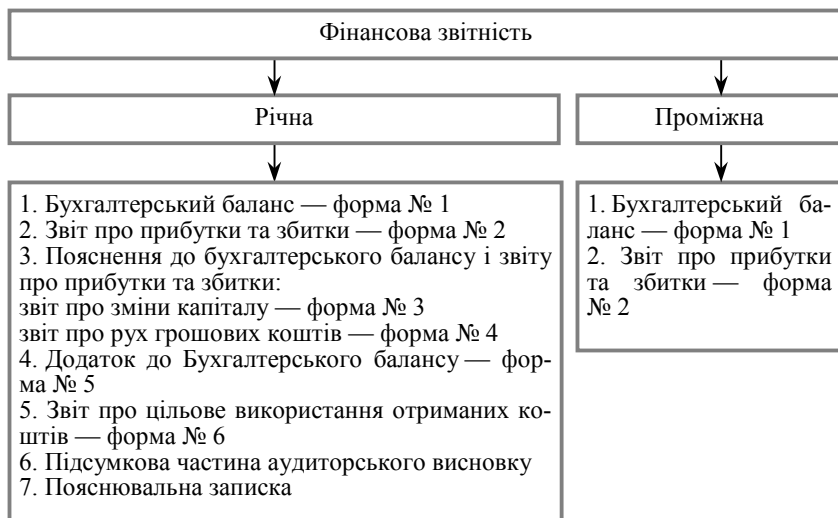 Фінансова звітність
Річна
Проміжна
1. Бухгалтерський баланс — форма № 1
2. Звіт про прибутки та збитки — форма № 2
3. Пояснення до бухгалтерського балансу і звіту
про прибутки та збитки:
звіт про зміни капіталу — форма № 3
звіт про рух грошових коштів — форма № 4
4. Додаток до Бухгалтерського балансу — фор-
ма № 5
5. Звіт про цільове використання отриманих ко-
штів — форма № 6
6. Підсумкова частина аудиторського висновку
7. Пояснювальна записка
1. Бухгалтерський ба-
ланс — форма № 1
2. Звіт про прибутки
та збитки — форма
№ 2